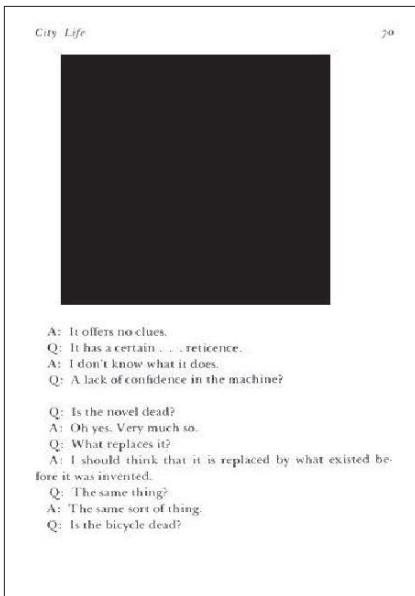 City Life 70
A: It offers no clues.
Q: It has a certain . . . reticence.
A: I don't know what it does.
Q: A lack of confidence in the machine?
Q: Is the novel dead?
A: Oh yes. Very much so.
Q: What replaces it?
A: I should think that it is replaced by what existed be-
fore it was invented.
Q: The same thing?
A: The same sort of thing.
Q: Is the bicycle dead?